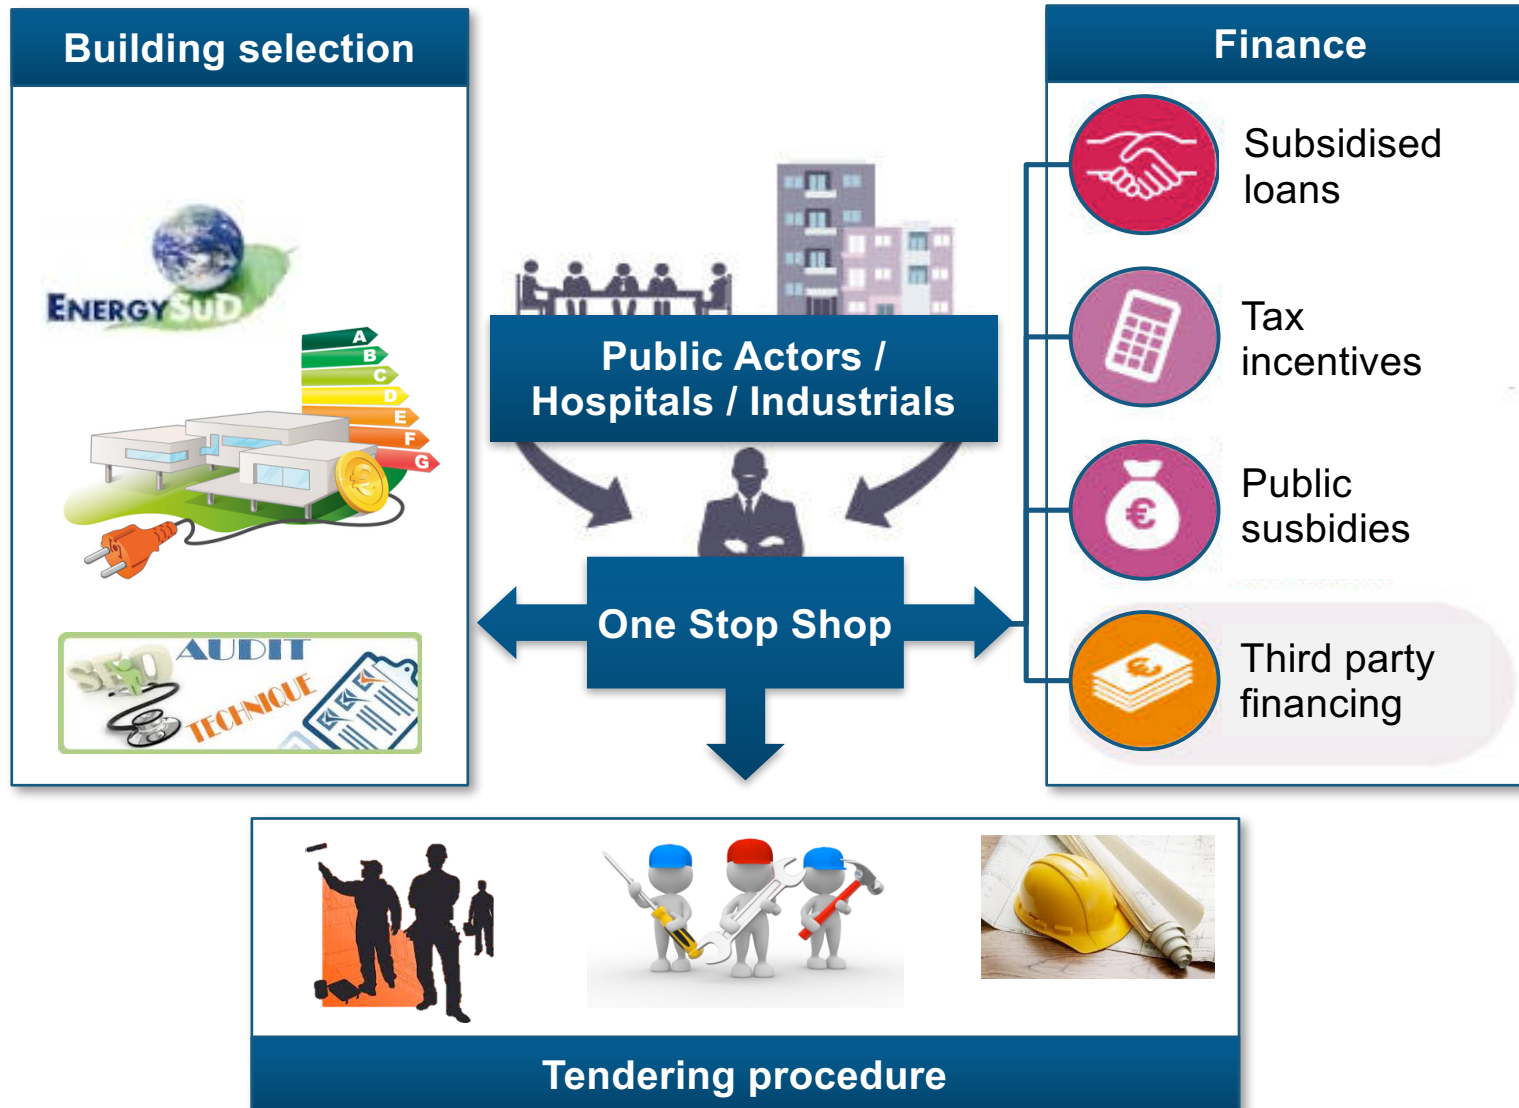 Building selection
ENERGYSUD
A
B
C
D
E
F
G
SEO
AUDIT
TECHNIQUE
Public Actors /
Hospitals / Industrials
One Stop Shop
Finance
Subsidised
loans
Tax
incentives
€
Public
susbidies
€
Third party
financing
Tendering procedure